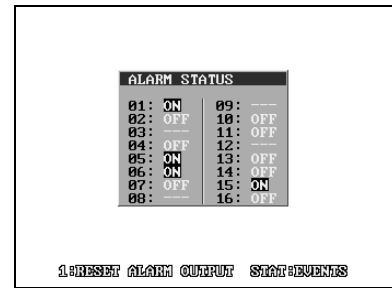 ALARM STATUS
01: ON
02: OFF
03: ---
04: OFF
05: ON
06: ON
07: OFF
08: ---
09: ---
10: OFF
11: OFF
12: ---
13: OFF
14: OFF
15: ON
16: OFF
1:RESET ALARM OUTPUT STAT:EVENTS